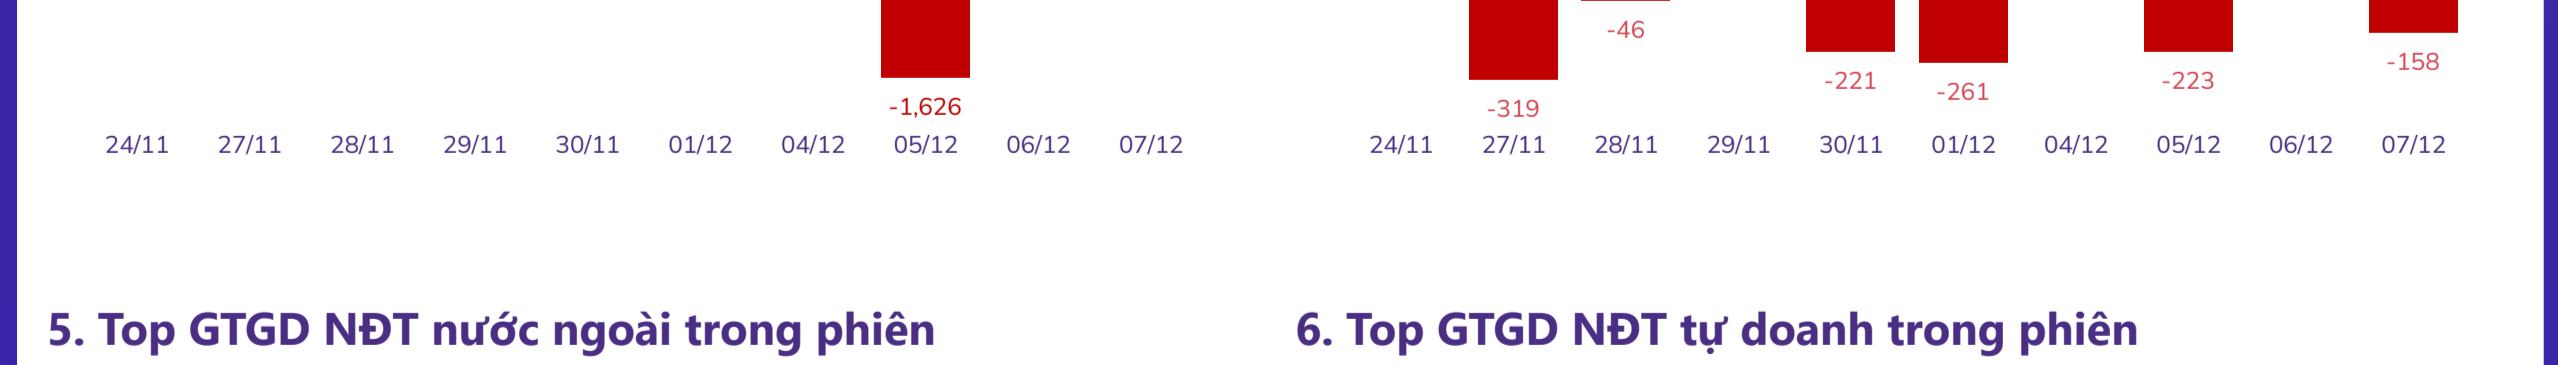 -1,626
24/11 27/11 28/11 29/11 30/11 01/12 04/12 05/12 06/12 07/12
-46
-158
-221
-223
-261
-319
24/11 27/11 28/11 29/11 30/11 01/12 04/12 05/12 06/12 07/12
5. Top GTGD NĐT nước ngoài trong phiên
6. Top GTGD NĐT tự doanh trong phiên